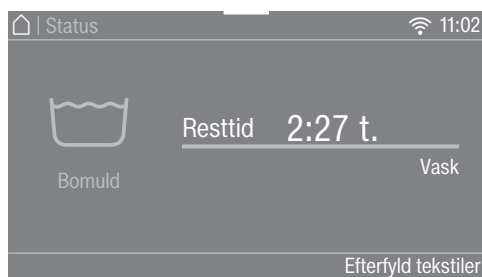 | Status
11:02
Resttid 2:27 t.
Vask
Bomuld
Efterfyld tekstiler